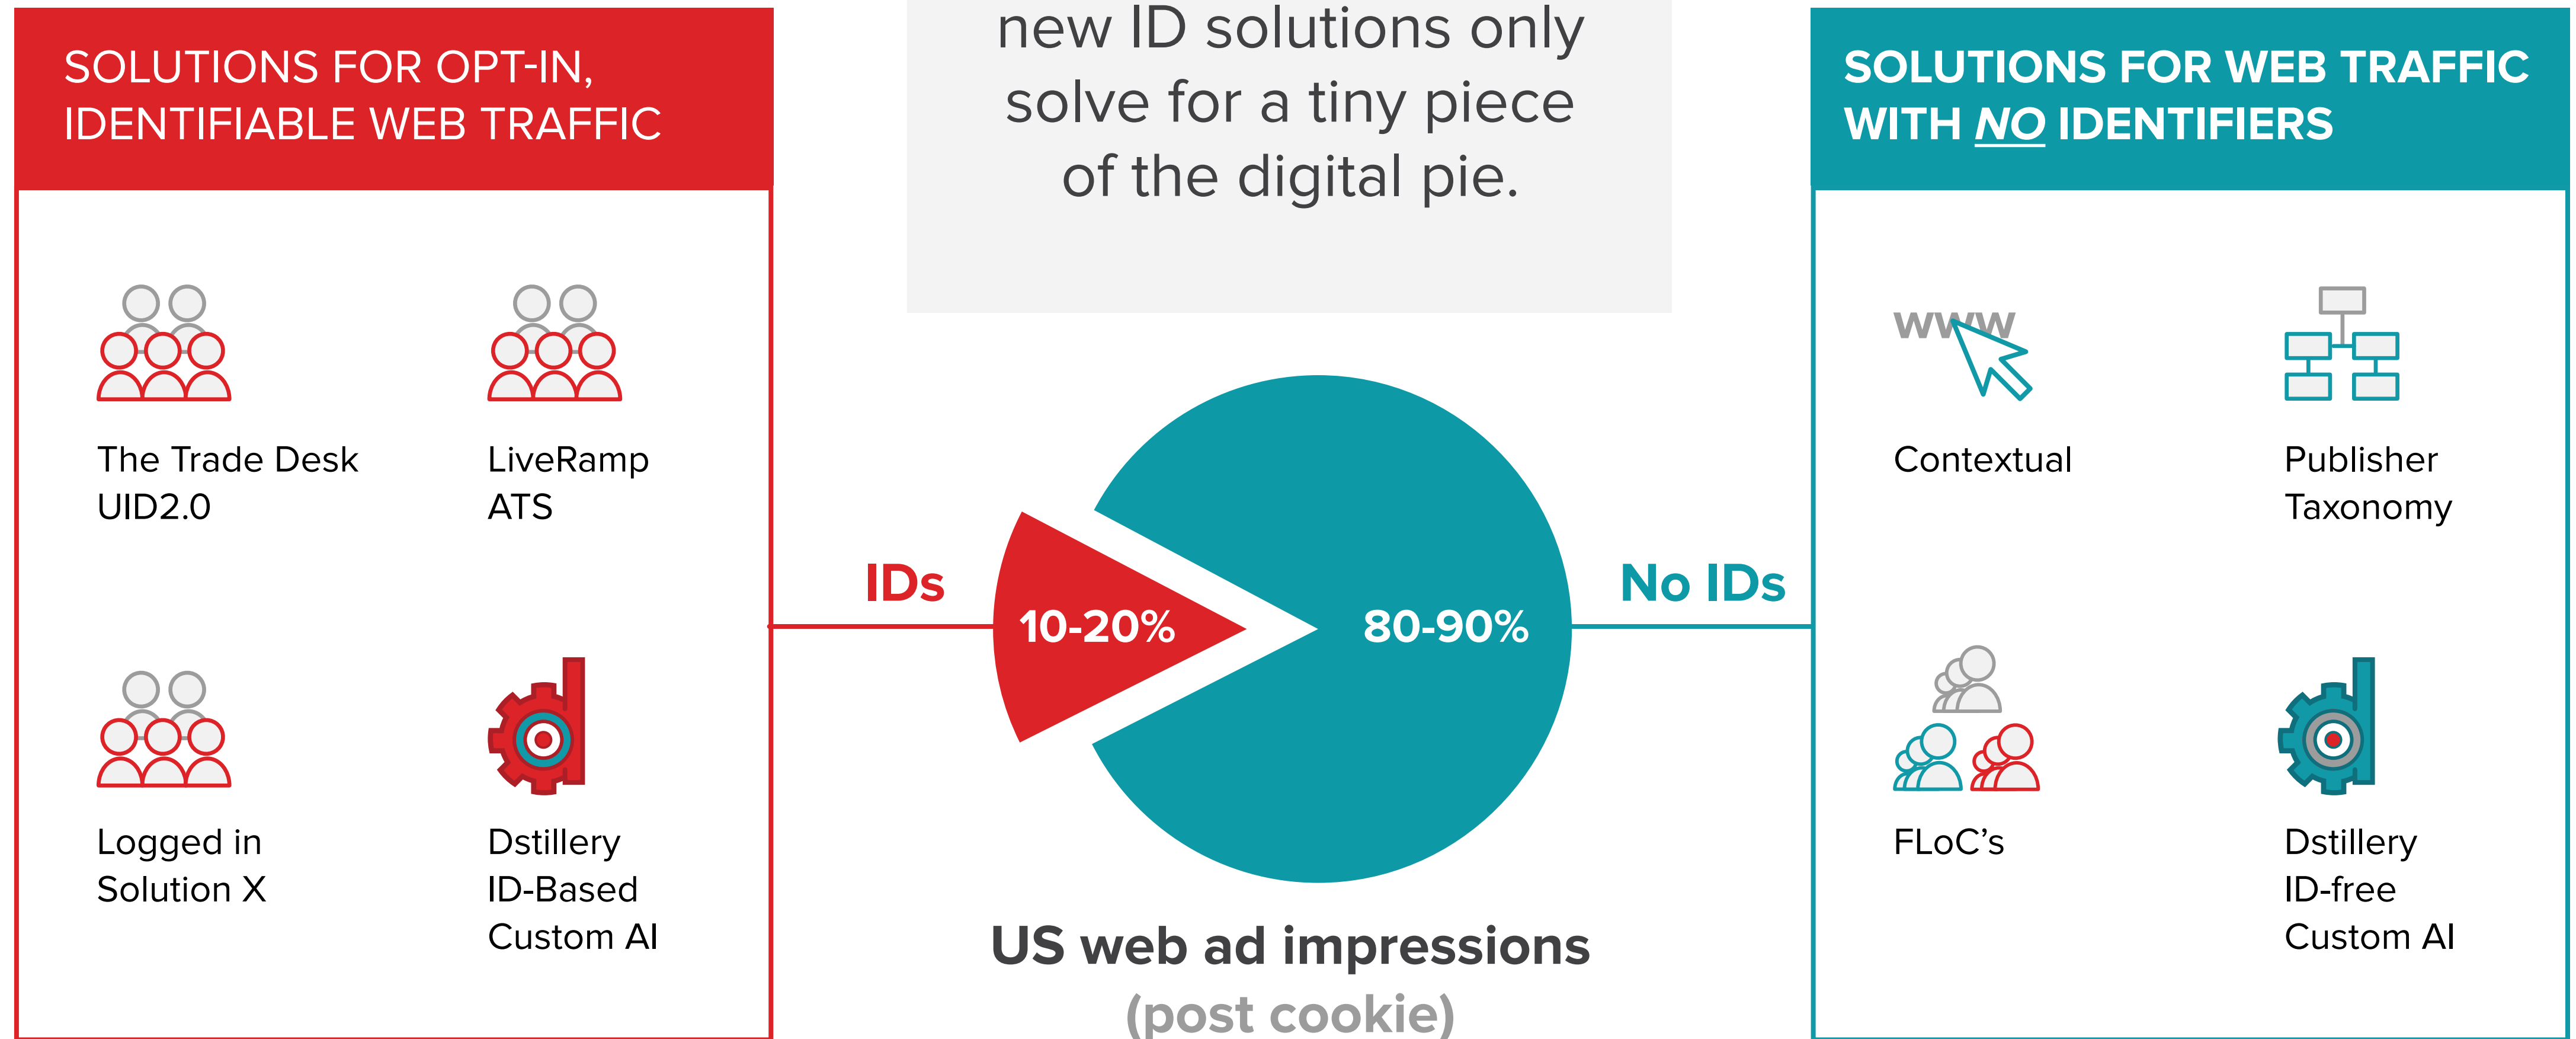 SOLUTIONS FOR OPT-IN,
IDENTIFIABLE WEB TRAFFIC
The Trade Desk
UID2.0
LiveRamp
ATS
Logged in
Solution X
Dstillery
ID-Based
Custom AI
new ID solutions only
solve for a tiny piece
of the digital pie.
IDs
10-20%
80-90%
No IDs
US web ad impressions
(post cookie)
SOLUTIONS FOR WEB TRAFFIC
WITH NO IDENTIFIERS
www
Contextual
Publisher
Taxonomy
FLoC’s
Dstillery
ID-free
Custom AI